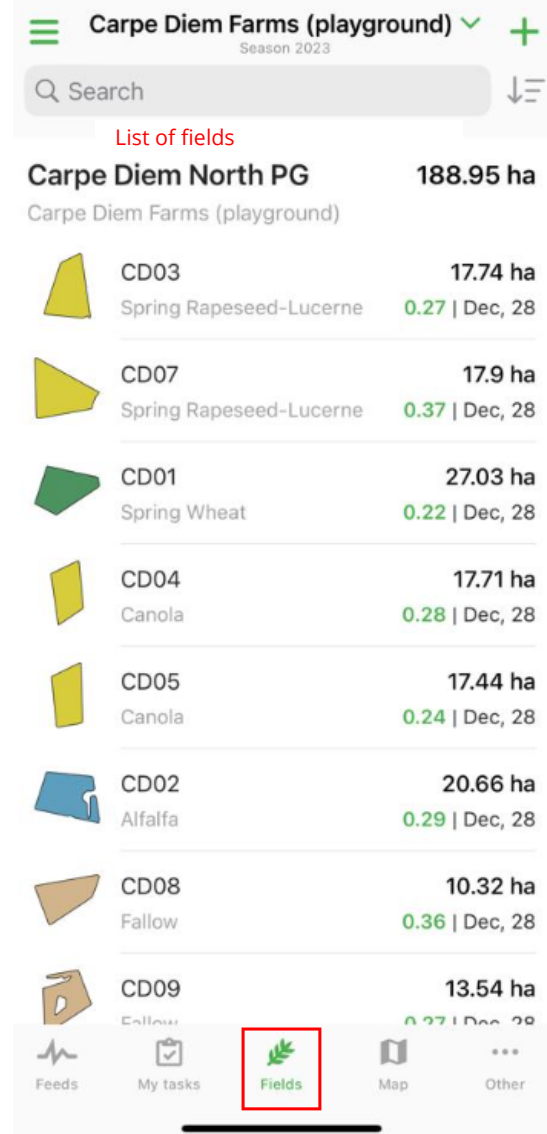 Carpe Diem Farms (playground)
Season 2023
Search
List of fields
Carpe Diem North PG 188.95 ha
Carpe Diem Farms (playground)
CD03 17.74 ha
Spring Rapeseed-Lucerne 0.27 | Dec, 28
CD07 17.9 ha
Spring Rapeseed-Lucerne 0.37 | Dec, 28
CD01 27.03 ha
Spring Wheat 0.22 | Dec, 28
CD04 17.71 ha
Canola 0.28 | Dec, 28
CD05 17.44 ha
Canola 0.24 | Dec, 28
CD02 20.66 ha
Alfalfa 0.29 | Dec, 28
CD08 10.32 ha
Fallow 0.36 | Dec, 28
CD09 13.54 ha
Fallow 0.27 | Dec, 28
Feeds My tasks Fields Map Other